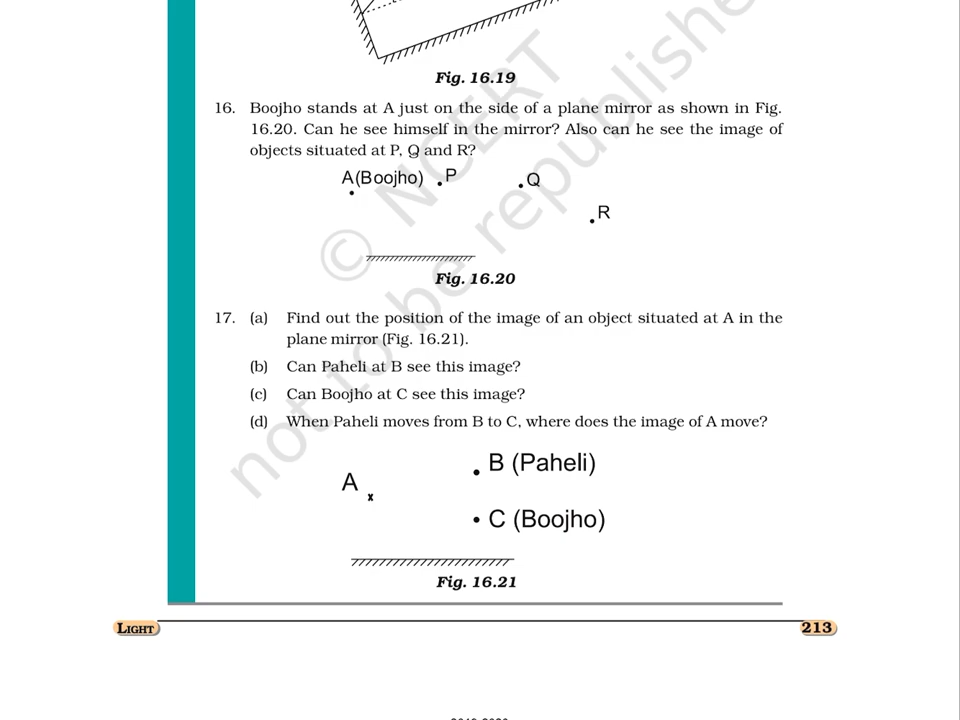 Fig. 16.19
16. Boojho stands at A just on the side of a plane mirror as shown in Fig.
16.20. Can he see himself in the mirror? Also can he see the image of
objects situated at P, Q and R?
A(Boojho) P Q
R
Fig. 16.20
17. (a) Find out the position of the image of an object situated at A in the
plane mirror (Fig. 16.21).
(b) Can Paheli at B see this image?
(c) Can Boojho at C see this image?
(d) When Paheli moves from B to C, where does the image of A move?
B (Paheli)
A x
C (Boojho)
Fig. 16.21
LIGHT 213
© NCERT
not to be republishe